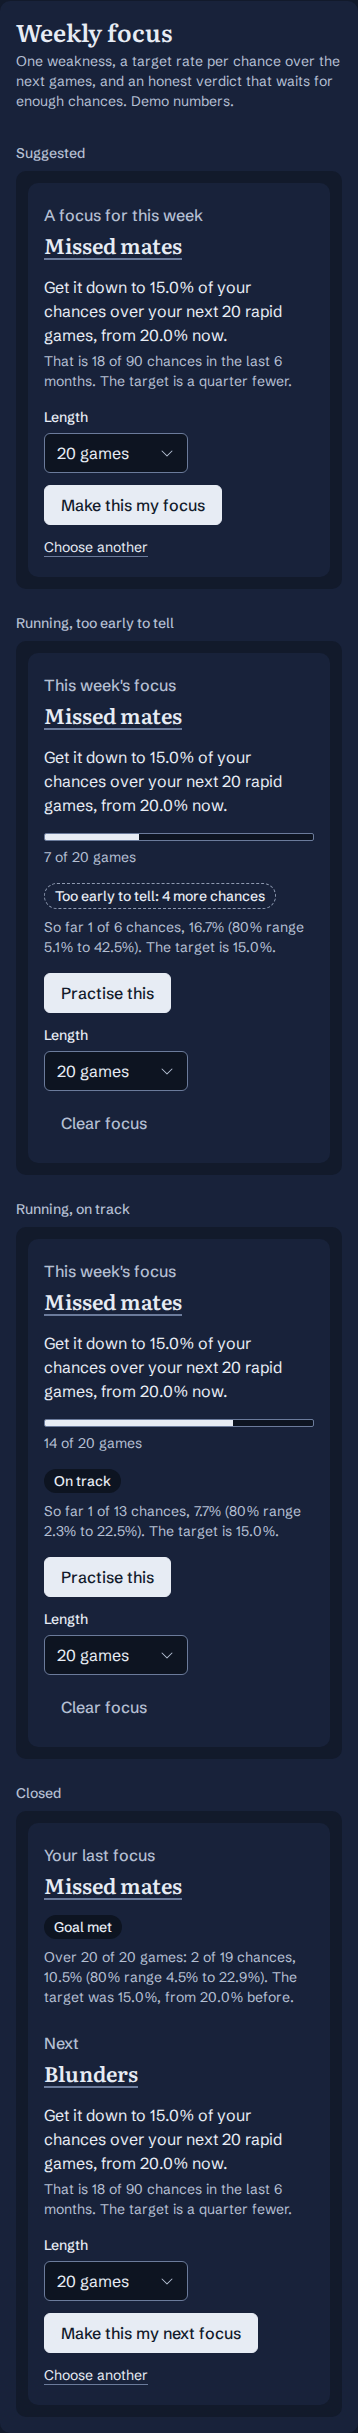 Weekly focus
One weakness, a target rate per chance over the
next games, and an honest verdict that waits for
enough chances. Demo numbers.
Suggested
A focus for this week
Missed mates
Get it down to 15.0% of your
chances over your next 20 rapid
games, from 20.0% now.
That is 18 of 90 chances in the last 6
months. The target is a quarter fewer.
Length
20 games
Make this my focus
Choose another
Running, too early to tell
This week's focus
Missed mates
Get it down to 15.0% of your
chances over your next 20 rapid
games, from 20.0% now.
7 of 20 games
Too early to tell: 4 more chances
So far 1 of 6 chances, 16.7% (80% range
5.1% to 42.5%). The target is 15.0%.
Practise this
Length
20 games
Clear focus
Running, on track
This week's focus
Missed mates
Get it down to 15.0% of your
chances over your next 20 rapid
games, from 20.0% now.
14 of 20 games
On track
So far 1 of 13 chances, 7.7% (80% range
2.3% to 22.5%). The target is 15.0%.
Practise this
Length
20 games
Clear focus
Closed
Your last focus
Missed mates
Goal met
Over 20 of 20 games: 2 of 19 chances,
10.5% (80% range 4.5% to 22.9%). The
target was 15.0%, from 20.0% before.
Next
Blunders
Get it down to 15.0% of your
chances over your next 20 rapid
games, from 20.0% now.
That is 18 of 90 chances in the last 6
months. The target is a quarter fewer.
Length
20 games
Make this my next focus
Choose another